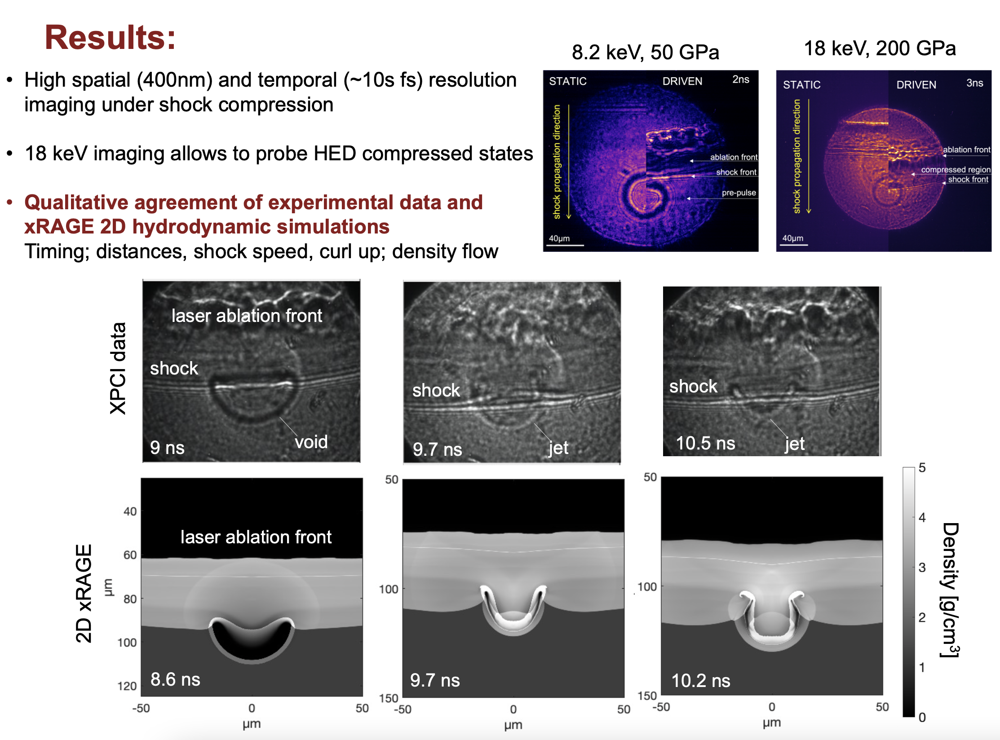 Results:
• High spatial (400nm) and temporal (~10s fs) resolution
imaging under shock compression
• 18 keV imaging allows to probe HED compressed states
• Qualitative agreement of experimental data and
xRAGE 2D hydrodynamic simulations
Timing; distances, shock speed, curl up; density flow
8.2 keV, 50 GPa
STATIC
DRIVEN
2ns
shock propagation direction
ablation front
shock front
pre-pulse
40µm
18 keV, 200 GPa
STATIC
DRIVEN
3ns
shock propagation direction
ablation front
compressed region
shock front
40µm
XPCI data
laser ablation front
shock
void
9 ns
shock
jet
9.7 ns
shock
jet
10.5 ns
2D xRAGE
µm
40
60
80
100
120
laser ablation front
8.6 ns
-50
0
50
µm
50
100
150
9.7 ns
-50
0
50
µm
50
100
150
10.2 ns
-50
0
50
µm
5
4
3
2
1
0
Density [g/cm³]